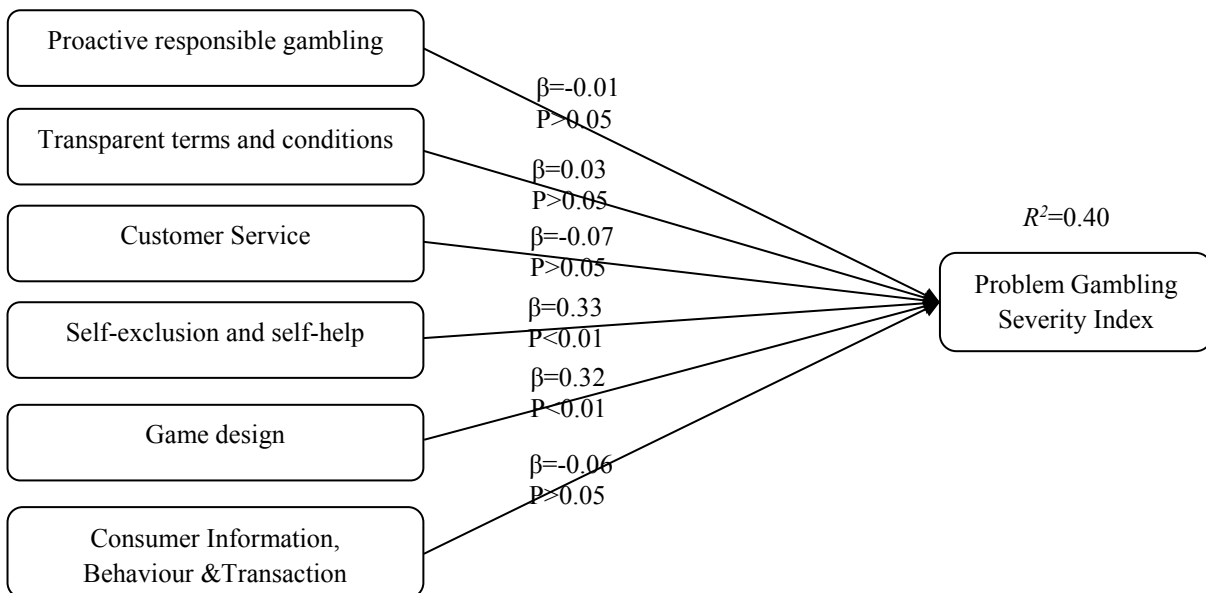 Proactive responsible gambling
β=-0.01
P>0.05
Transparent terms and conditions
β=0.03
P>0.05
Customer Service
β=-0.07
P>0.05
Self-exclusion and self-help
β=0.33
P<0.01
Game design
β=0.32
P<0.01
Consumer Information,
Behaviour &Transaction
β=-0.06
P>0.05
R²=0.40
Problem Gambling
Severity Index